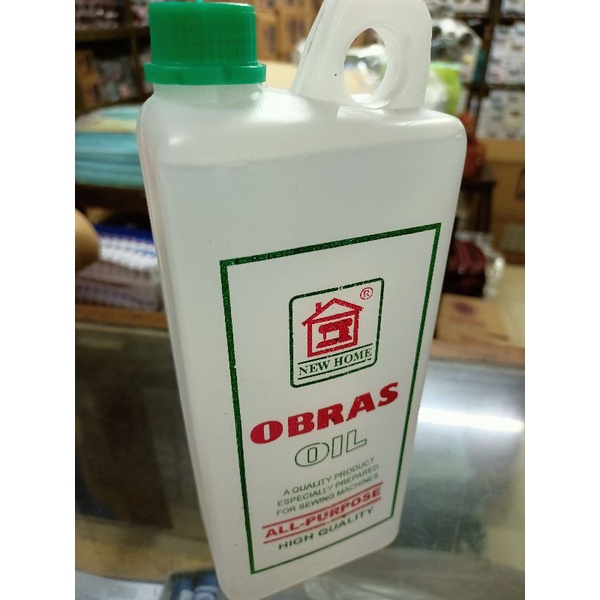 ®
NEW HOME
OBRAS
OIL
A QUALITY PRODUCT
ESPECIALLY PREPARED
FOR SEWING MACHINES
ALL-PURPOSE
HIGH QUALITY